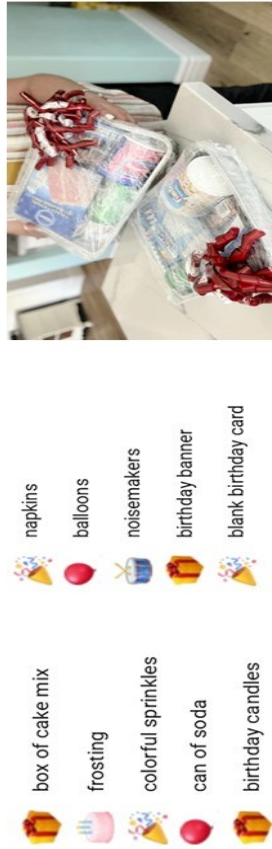 box of cake mix
frosting
colorful sprinkles
can of soda
birthday candles
napkins
balloons
noisemakers
birthday banner
blank birthday card